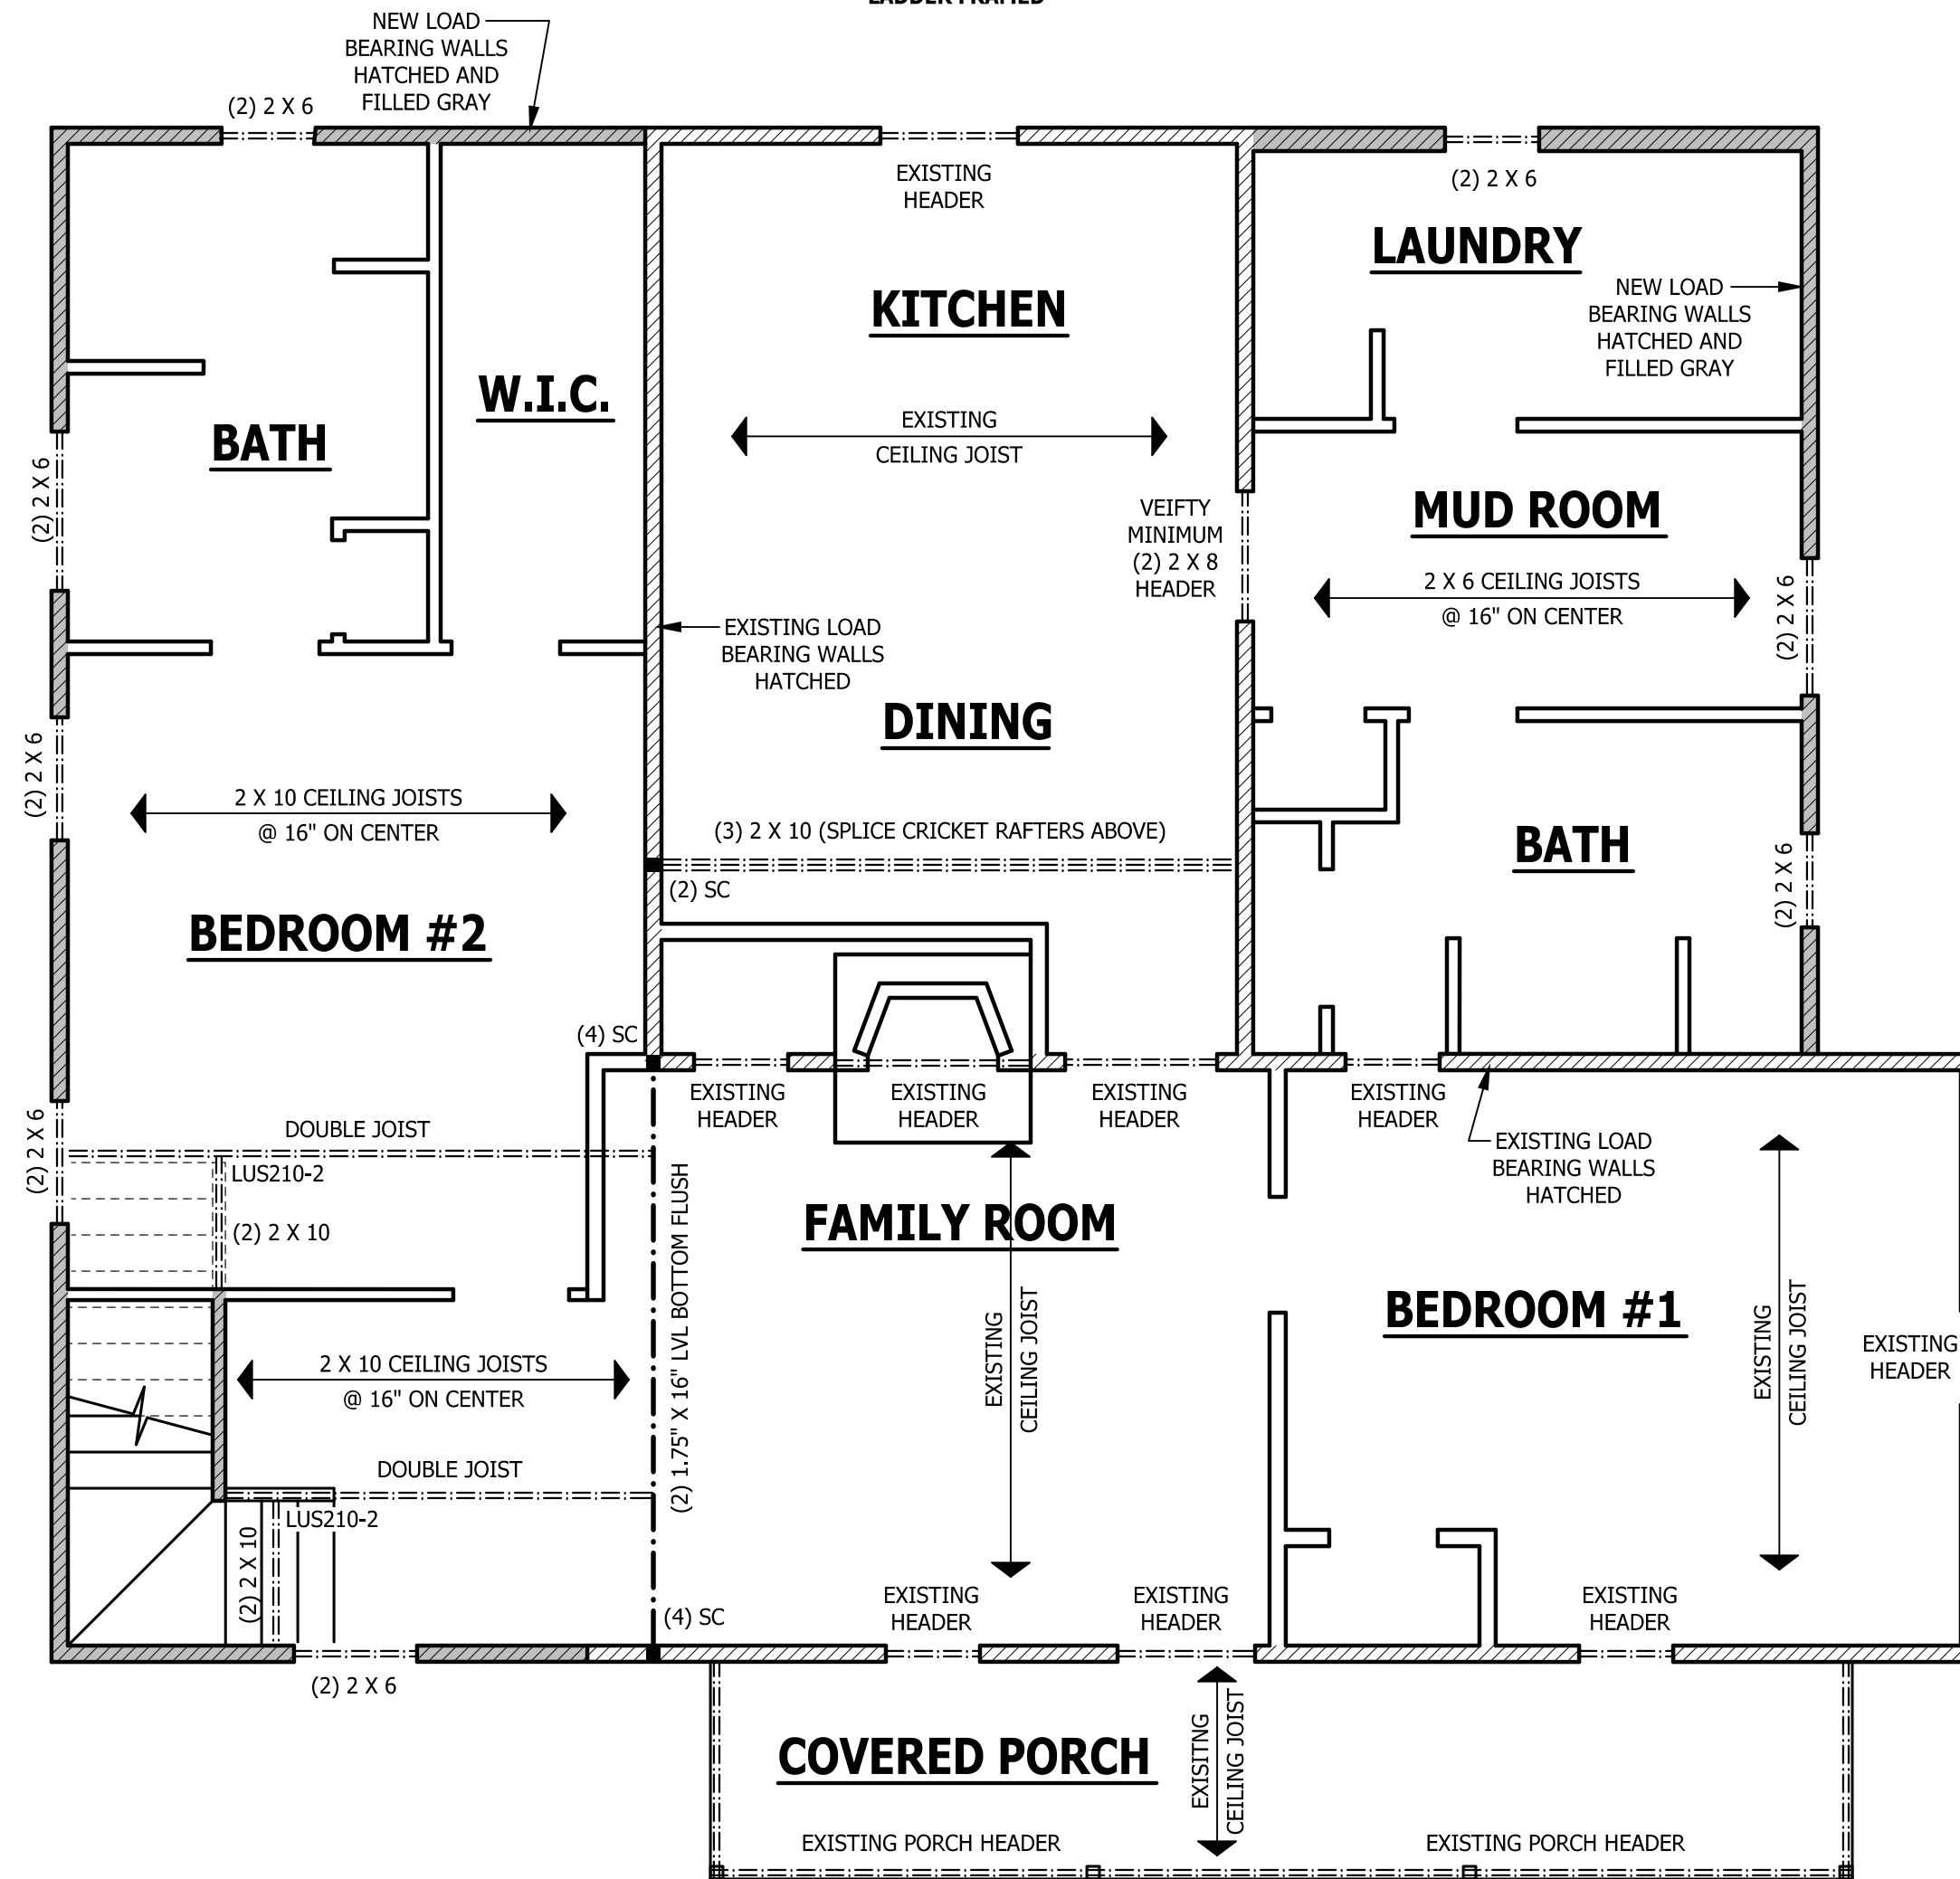 LADDER FRAMED
NEW LOAD
BEARING WALLS
HATCHED AND
FILLED GRAY
(2) 2 X 6
EXISTING
HEADER
(2) 2 X 6
LAUNDRY
NEW LOAD
BEARING WALLS
HATCHED AND
FILLED GRAY
KITCHEN
W.I.C.
BATH
(2) 2 X 6
EXISTING
CEILING JOIST
VEIFTY
MINIMUM
(2) 2 X 8
HEADER
MUD ROOM
2 X 6 CEILING JOISTS
@ 16" ON CENTER
(2) 2 X 6
EXISTING LOAD
BEARING WALLS
HATCHED
DINING
(2) 2 X 6
2 X 10 CEILING JOISTS
@ 16" ON CENTER
(3) 2 X 10 (SPLICE CRICKET RAFTERS ABOVE)
(2) SC
BATH
(2) 2 X 6
BEDROOM #2
(4) SC
EXISTING
HEADER
EXISTING
HEADER
EXISTING
HEADER
EXISTING
HEADER
(2) 2 X 6
DOUBLE JOIST
LUS210-2
(2) 2 X 10
EXISTING LOAD
BEARING WALLS
HATCHED
FAMILY ROOM
(2) 1.75" X 16" LVL BOTTOM FLUSH
EXISTING
CEILING JOIST
BEDROOM #1
EXISTING
CEILING JOIST
EXISTING
HEADER
2 X 10 CEILING JOISTS
@ 16" ON CENTER
DOUBLE JOIST
LUS210-2
(2) 2 X 10
(4) SC
EXISTING
HEADER
EXISTING
HEADER
EXISTING
HEADER
(2) 2 X 6
COVERED PORCH
EXISITNG
CEILING JOIST
EXISTING PORCH HEADER
EXISTING PORCH HEADER